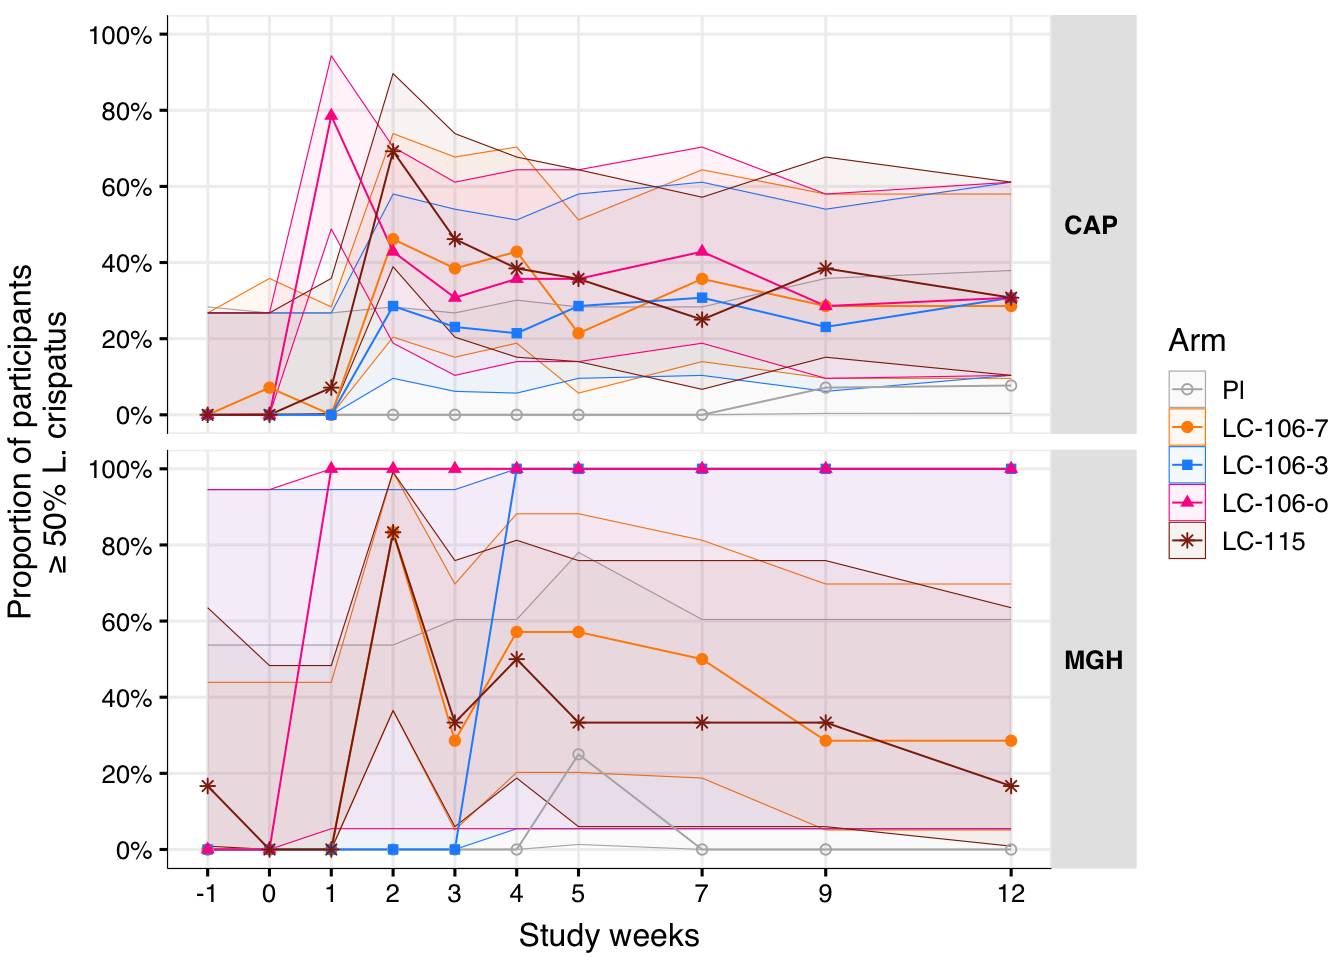 Proportion of participants
≥ 50% L. crispatus
100%
80%
60%
40%
20%
0%
CAP
100%
80%
60%
40%
20%
0%
MGH
-1 0 1 2 3 4 5 7 9 12
Study weeks
Arm
Pl
LC-106-7
LC-106-3
LC-106-o
LC-115